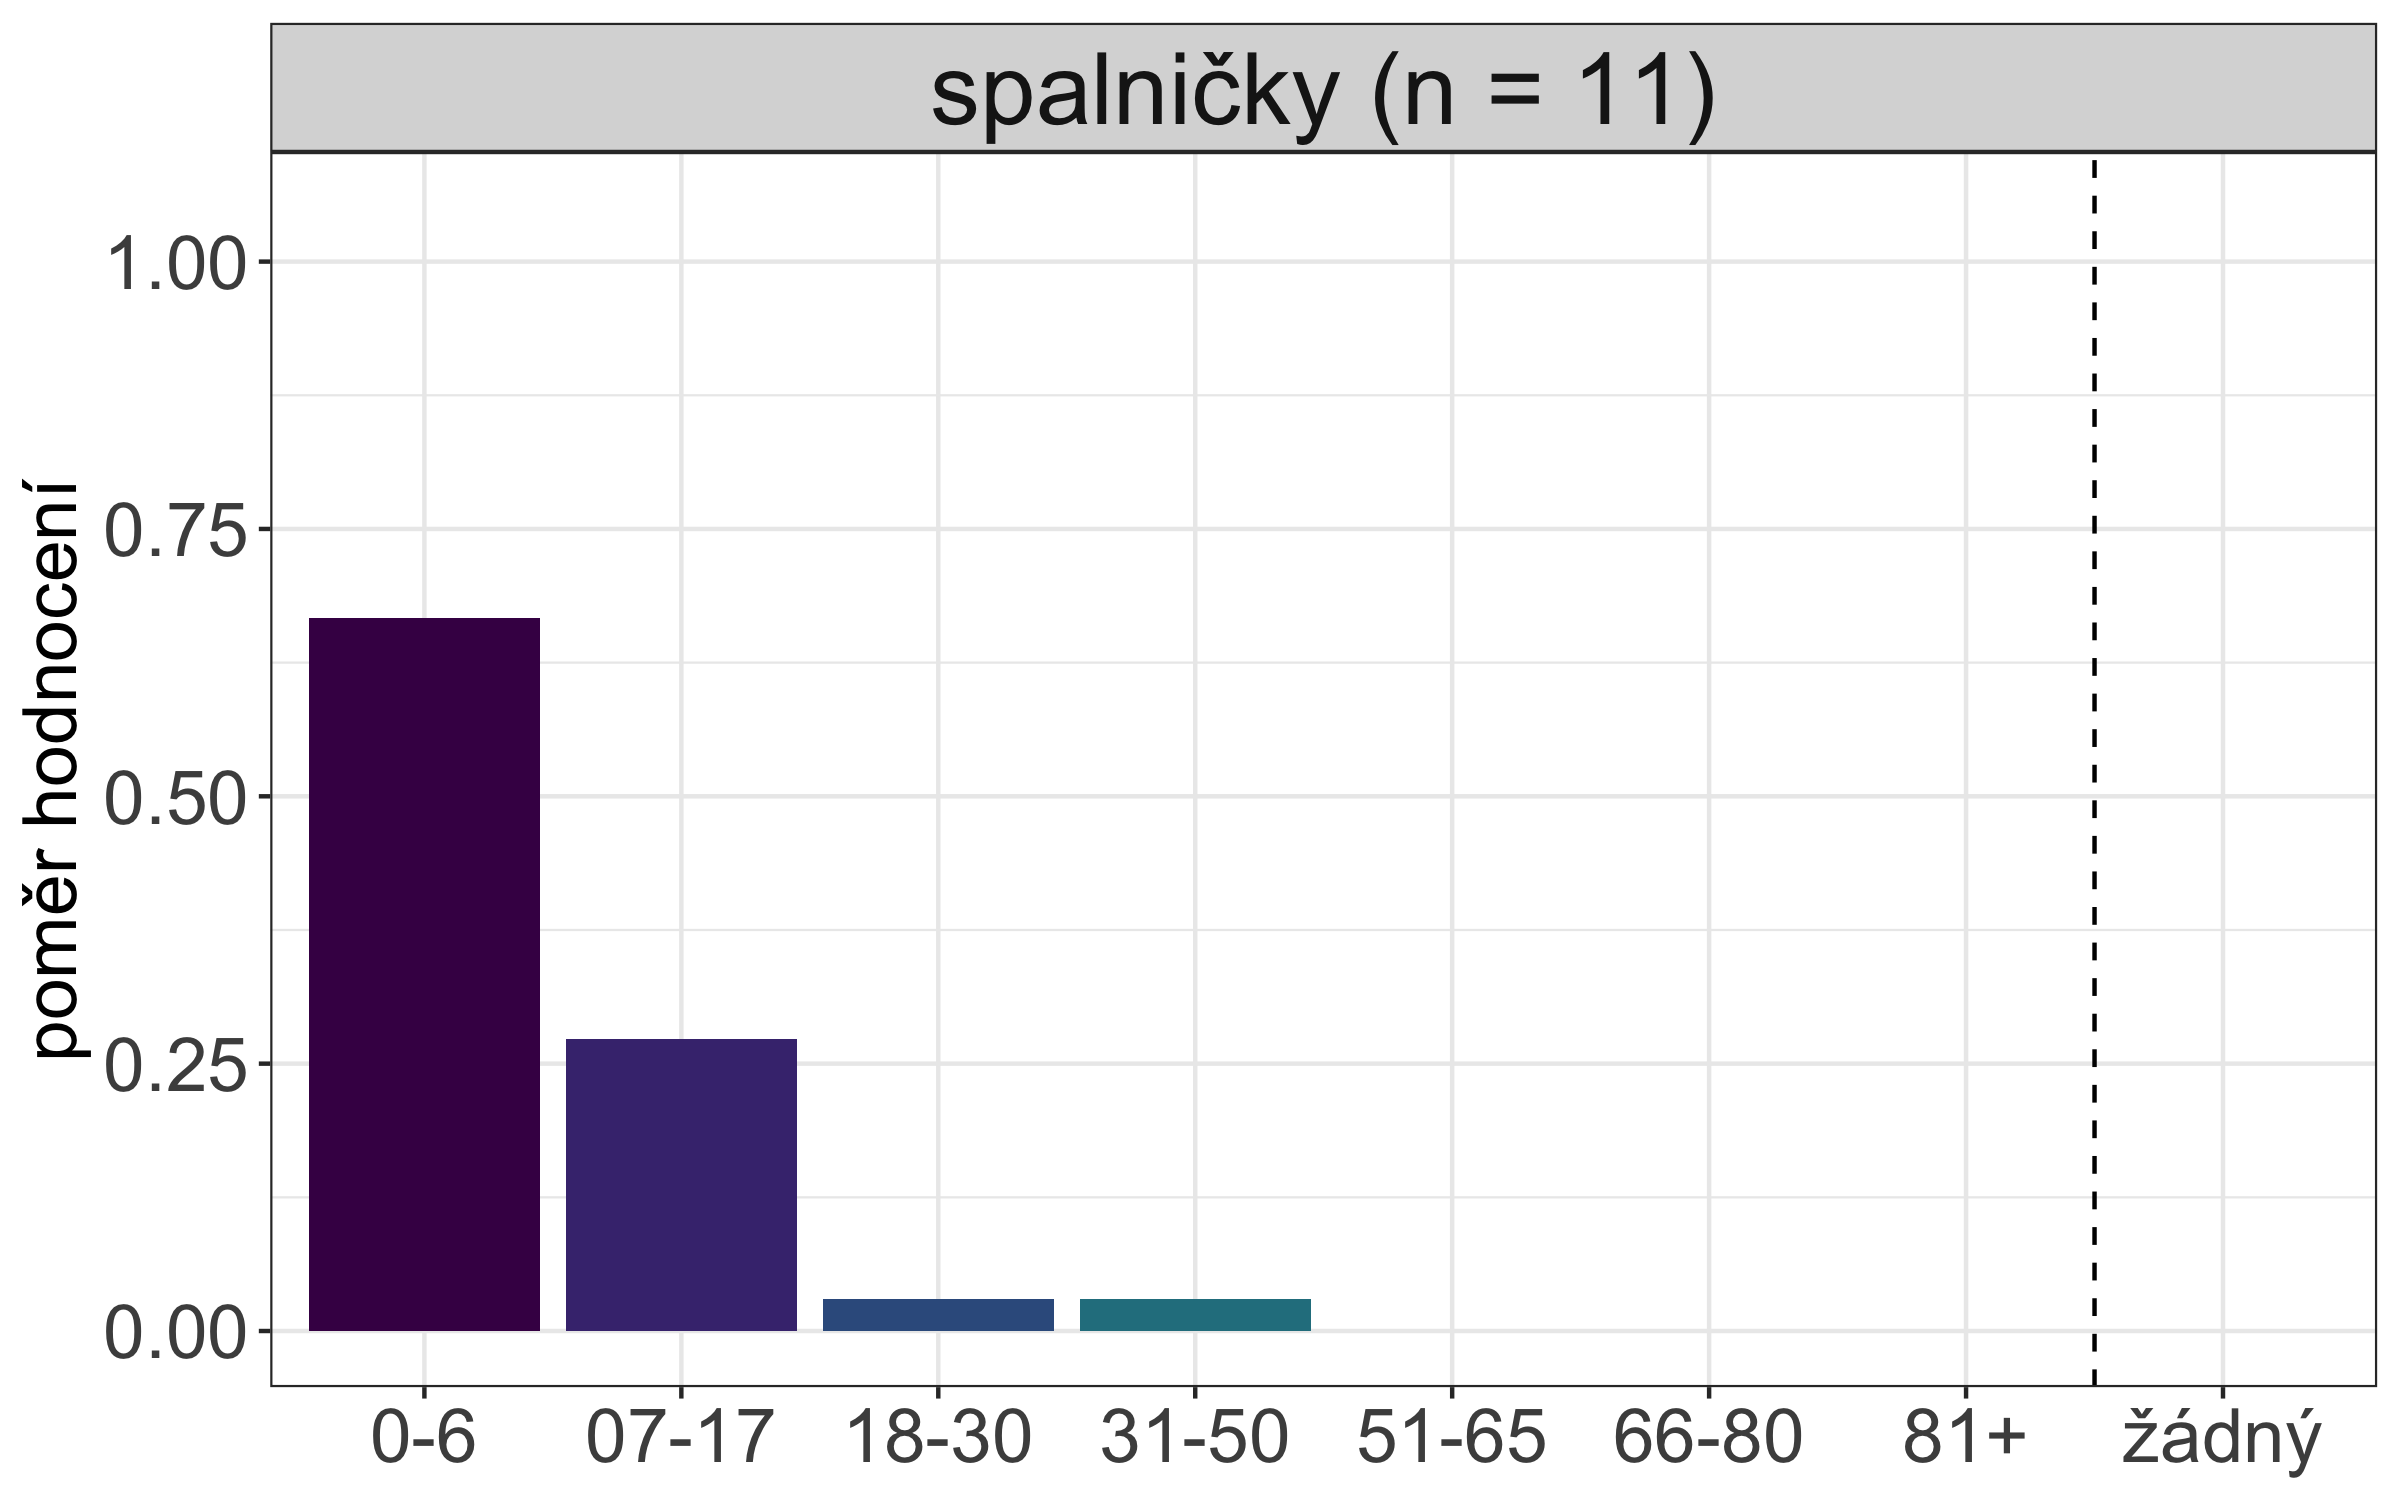 spalničky (n = 11)
poměr hodnocení
1.00
0.75
0.50
0.25
0.00
0-6 07-17 18-30 31-50 51-65 66-80 81+ žádný